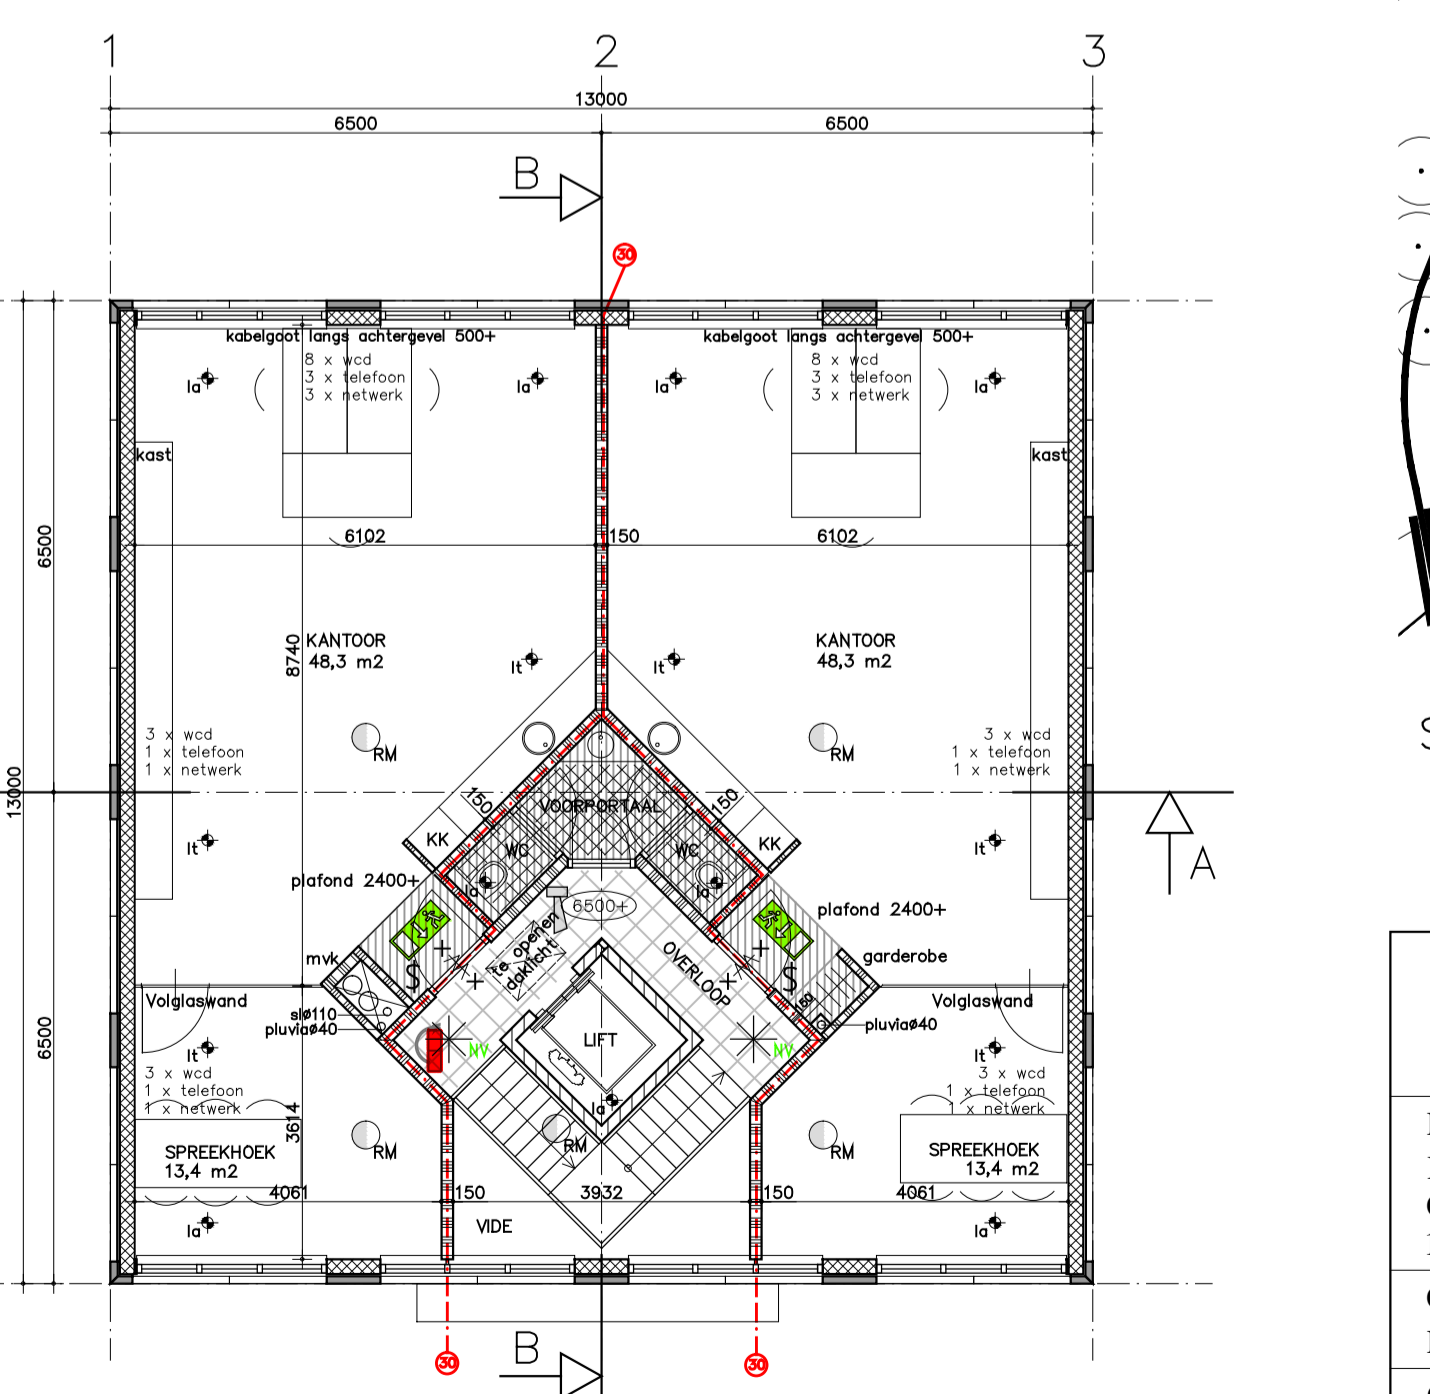 1 2 3
13000
6500 6500
B
30
kabelgoot langs achtergevel 500+ kabelgoot langs achtergevel 500+
8 x wcd 8 x wcd
3 x telefoon 3 x telefoon
3 x netwerk 3 x netwerk
la la la la
kast kast
6102 150 6102
6500
8740
KANTOOR KANTOOR
48,3 m2 48,3 m2
lt lt
3 x wcd 3 x wcd
1 x telefoon 1 x telefoon
1 x netwerk 1 x netwerk
RM RM
13000
150 150
VOORPORTAAL
KK KK
WC WC
lt lt
A
la la
plafond 2400+
6500+
plafond 2400+
te openen
daklicht
OVERLOOP
mvk garderobe
S S
Volglaswand Volglaswand
150
slø110
pluviaø40 pluviaø40
6500
LIFT
NV NV
lt lt
3 x wcd 3 x wcd
1 x telefoon 1 x telefoon
1 x netwerk 1 x netwerk
la
3614
RM RM RM
SPREEKHOEK SPREEKHOEK
13,4 m2 13,4 m2
4061 150 3932 150 4061
la VIDE la
B
30 30
S